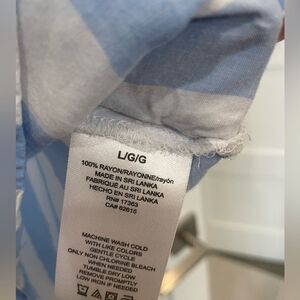 L/G/G
100% RAYON/RAYONNE/rayón
MADE IN SRI LANKA
FABRIQUÉ AU SRI LANKA
HECHO EN SRI LANKA
RN# 17363
CA# 62615
MACHINE WASH COLD
WITH LIKE COLORS
GENTLE CYCLE
ONLY NON CHLORINE BLEACH
WHEN NEEDED
TUMBLE DRY LOW
REMOVE PROMPTLY
LOW IRON IF NEEDED